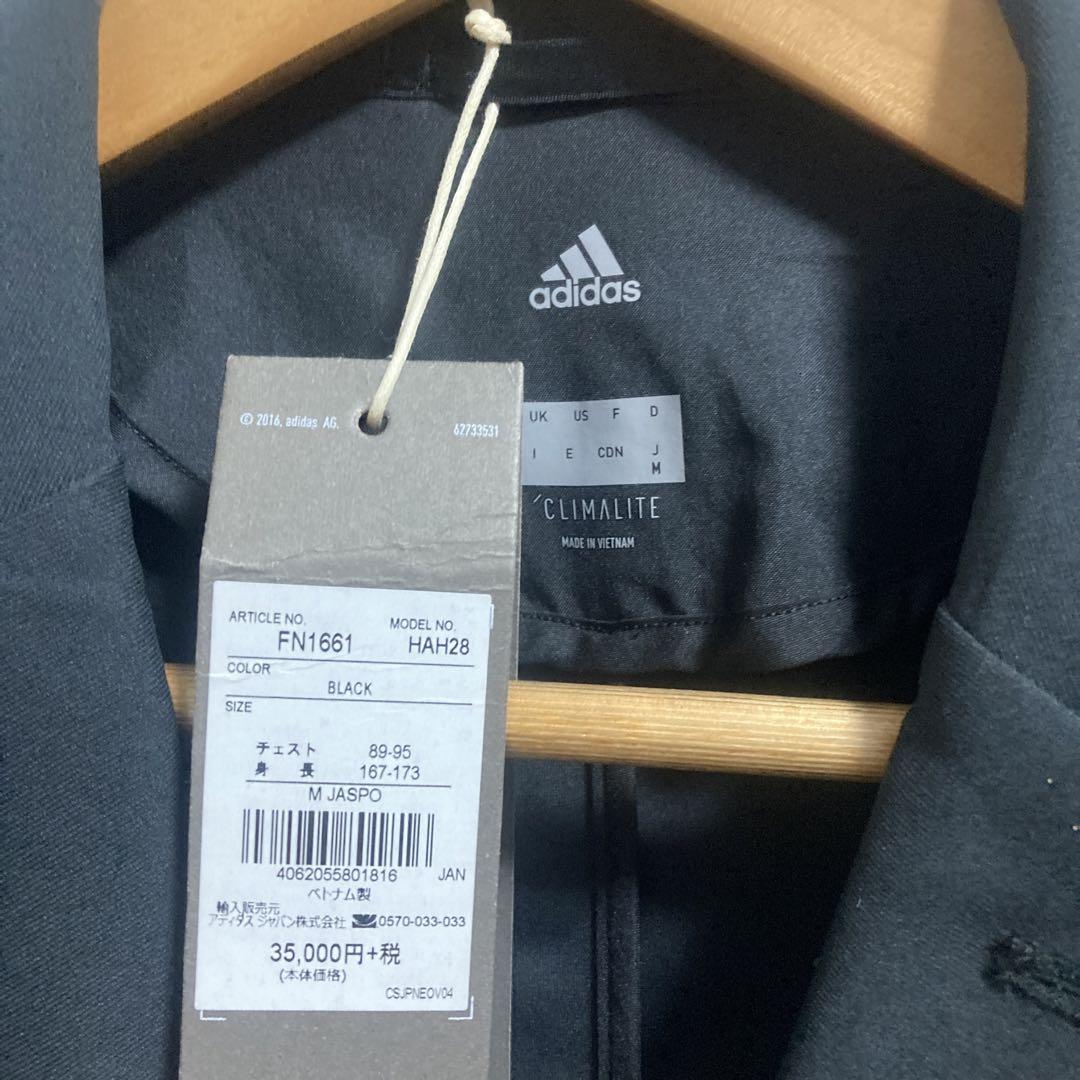 adidas
UK US F D
I E CDN J
M
CLIMALITE
MADE IN VIETNAM
© 2016, adidas AG.
62733531
ARTICLE NO. MODEL NO.
FN1661 HAH28
COLOR
BLACK
SIZE
チェスト 89-95
身 長 167-173
M JASPO
4062055801816 JAN
ベトナム製
輸入販売元
アディダス ジャパン株式会社 0570-033-033
35,000円+税
(本体価格)
CSJPNEOV04